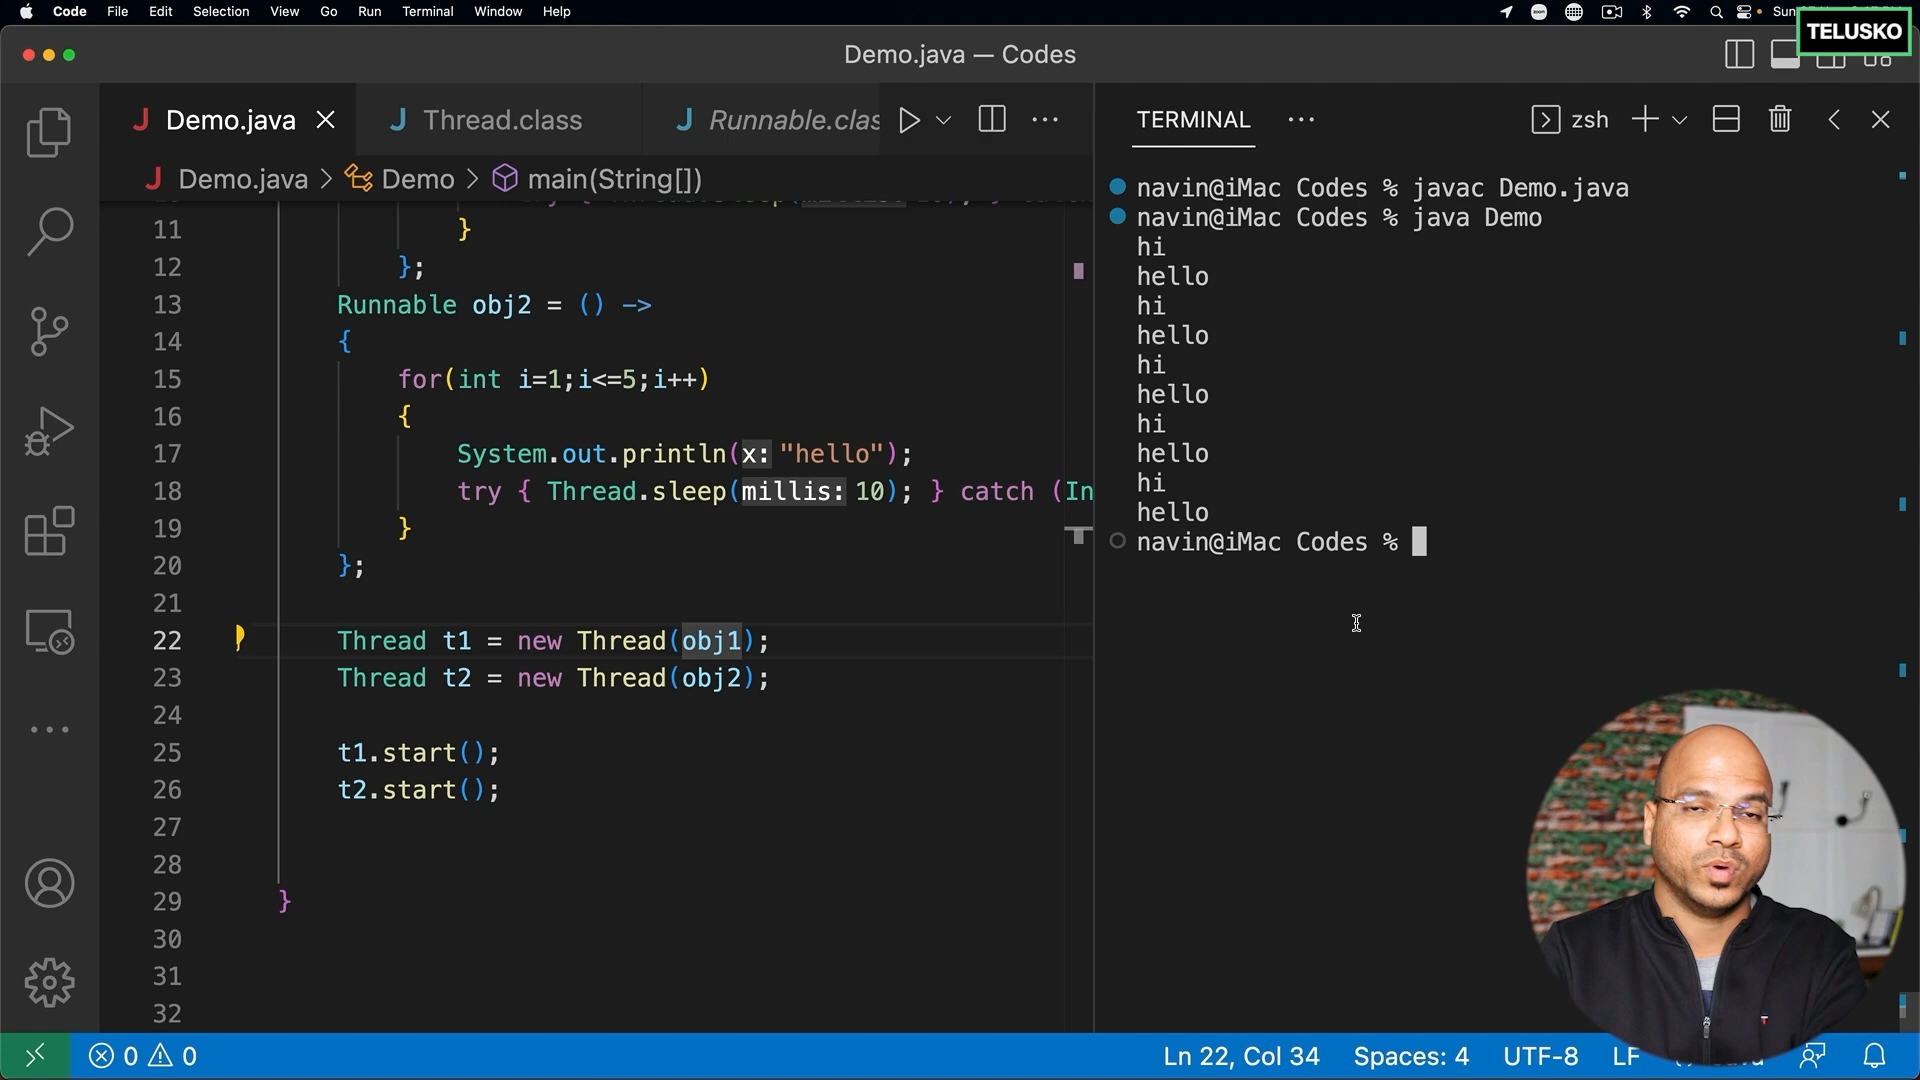 Code File Edit Selection View Go Run Terminal Window Help
Sun
TELUSKO
Demo.java — Codes
Demo.java Thread.class Runnable.clas
TERMINAL
zsh
Demo.java > Demo > main(String[])
11 }
12 };
13 Runnable obj2 = () ->
14 {
15 for(int i=1;i<=5;i++)
16 {
17 System.out.println(x: "hello");
18 try { Thread.sleep(millis: 10); } catch (In
19 }
20 };
21
22 Thread t1 = new Thread(obj1);
23 Thread t2 = new Thread(obj2);
24
25 t1.start();
26 t2.start();
27
28
29 }
30
31
32
navin@iMac Codes % javac Demo.java
navin@iMac Codes % java Demo
hi
hello
hi
hello
hi
hello
hi
hello
hi
hello
navin@iMac Codes %
0 0
Ln 22, Col 34 Spaces: 4 UTF-8 LF